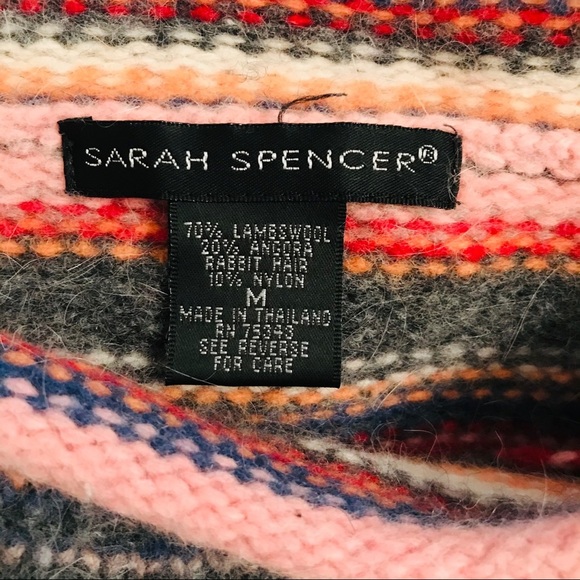 SARAH SPENCER®
70% LAMBSWOOL
20% ANGORA
RABBIT HAIR
10% NYLON
M
MADE IN THAILAND
RN 75343
SEE REVERSE
FOR CARE